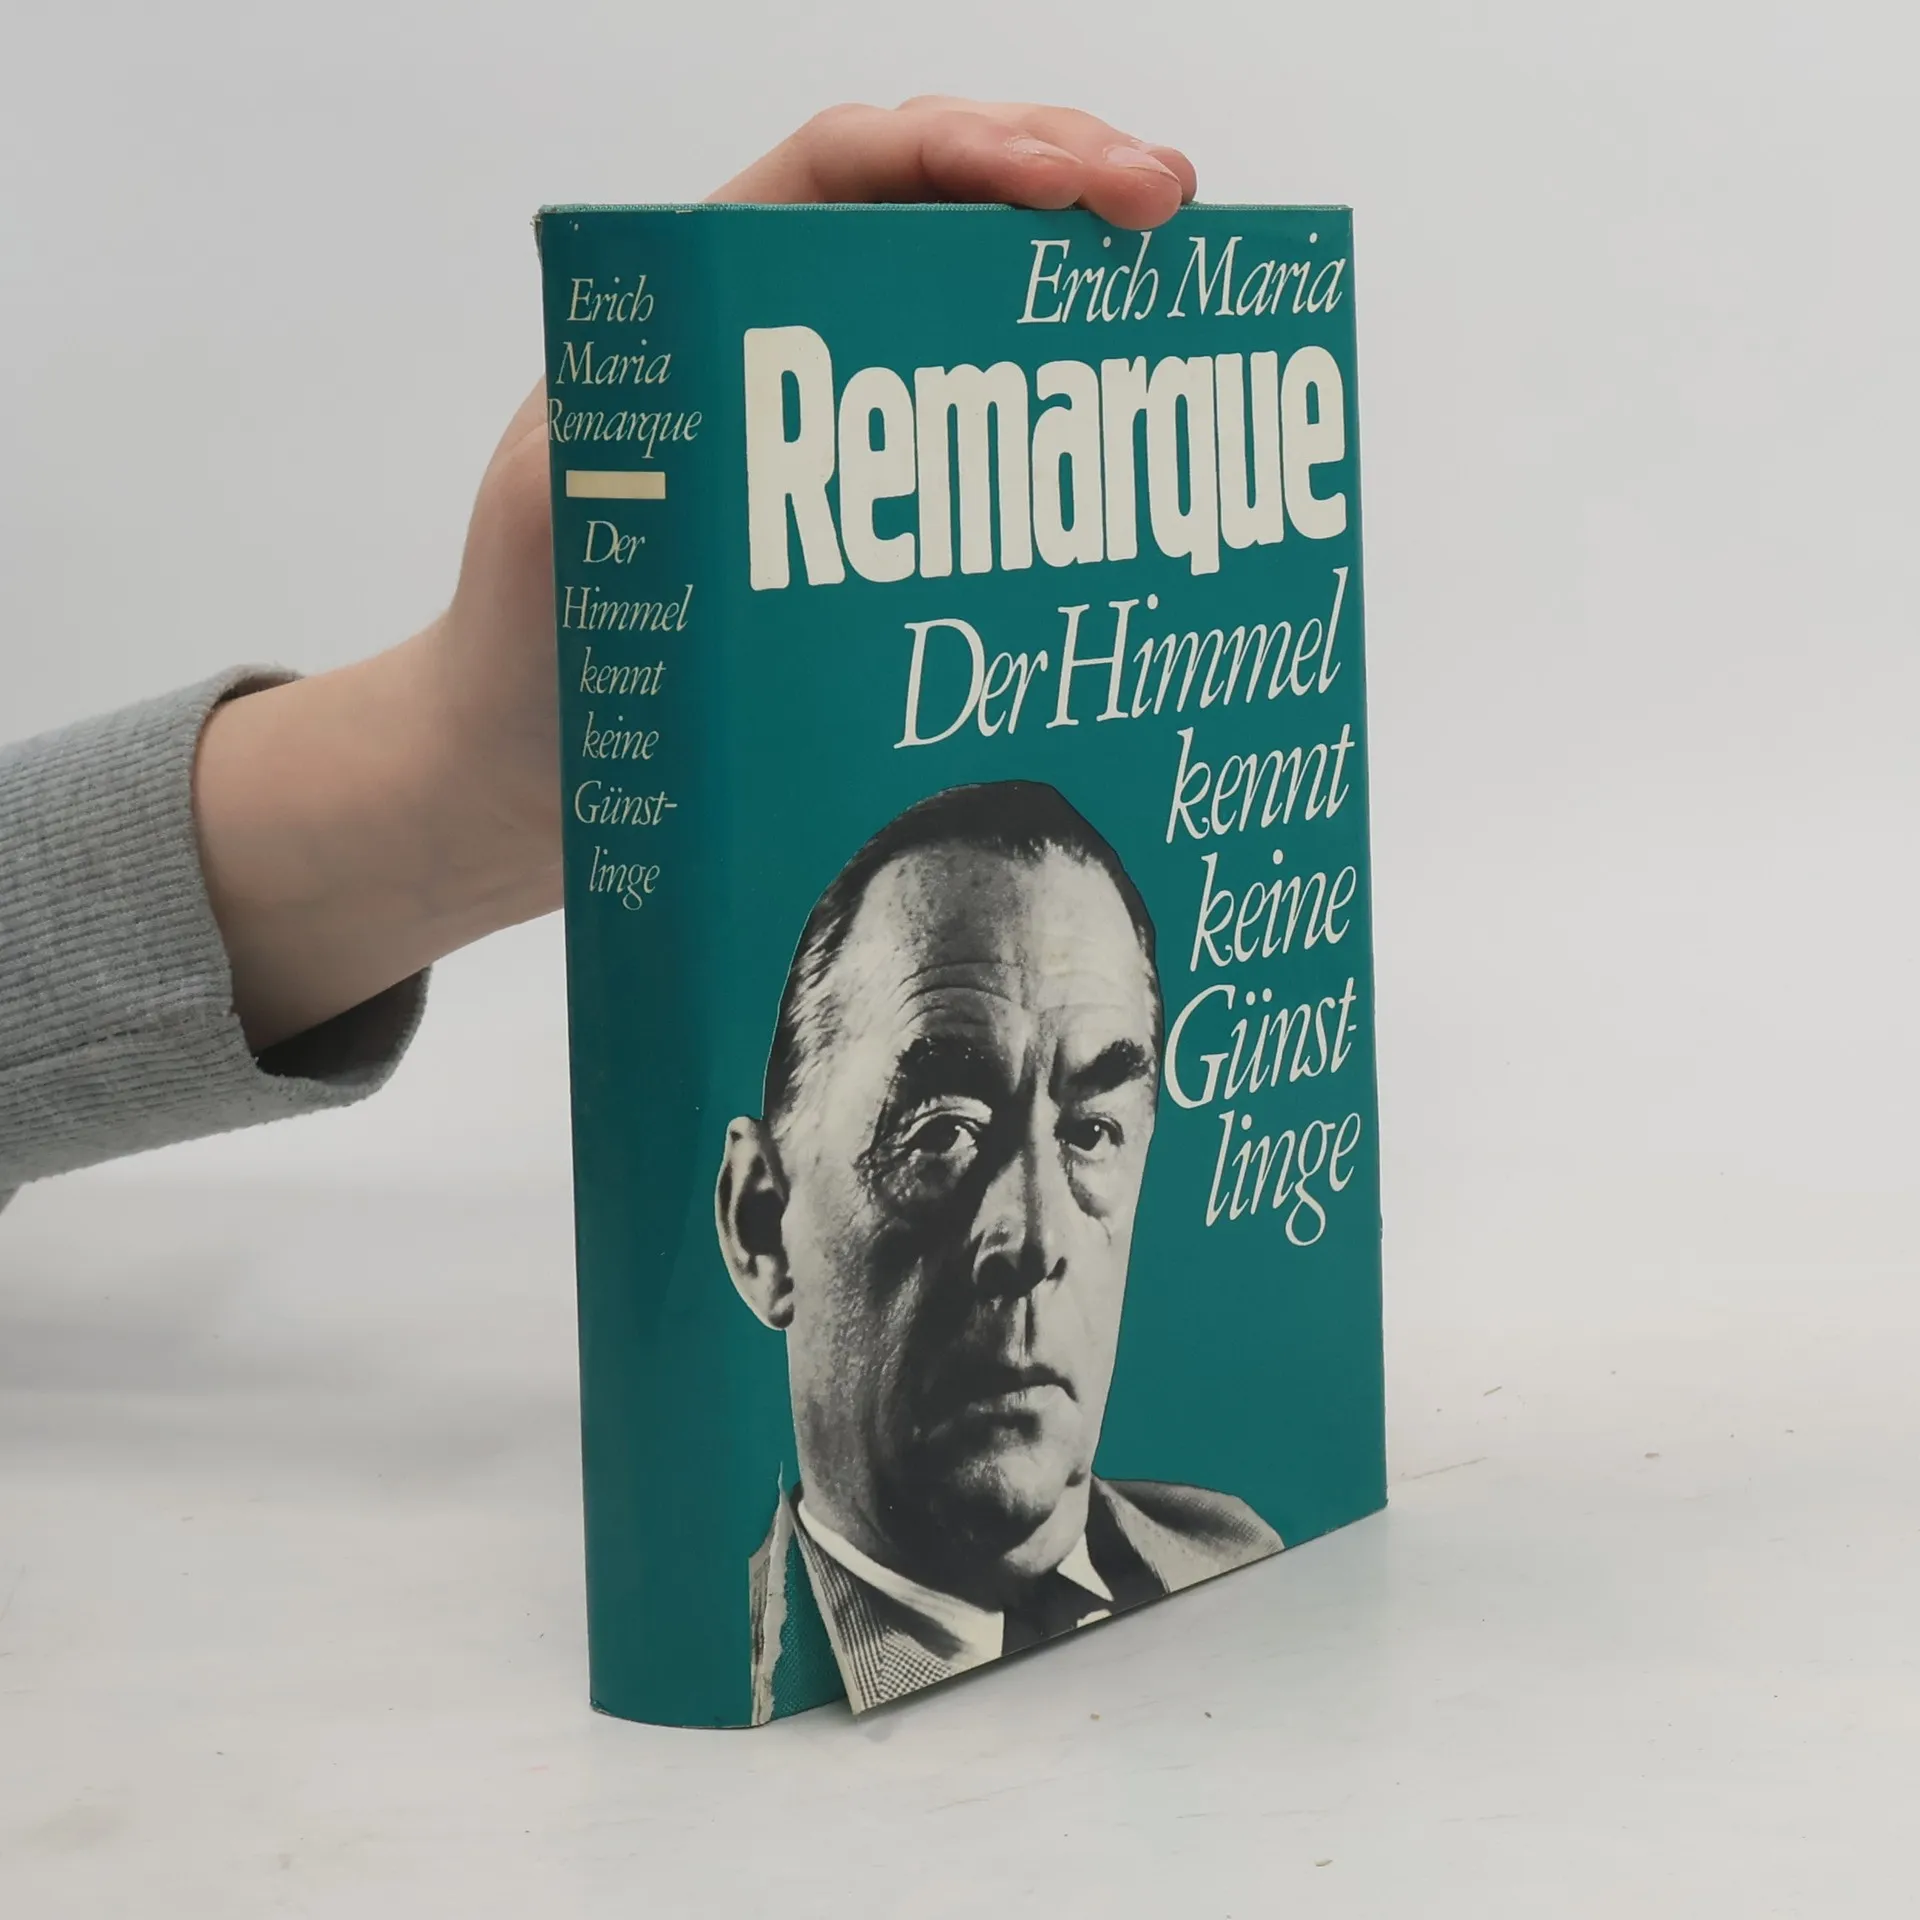 Erich
Maria
Remarque
Der
Himmel
kennt
keine
Günst-
linge
Erich Maria
Remarque
Der Himmel
kennt
keine
Günst-
linge